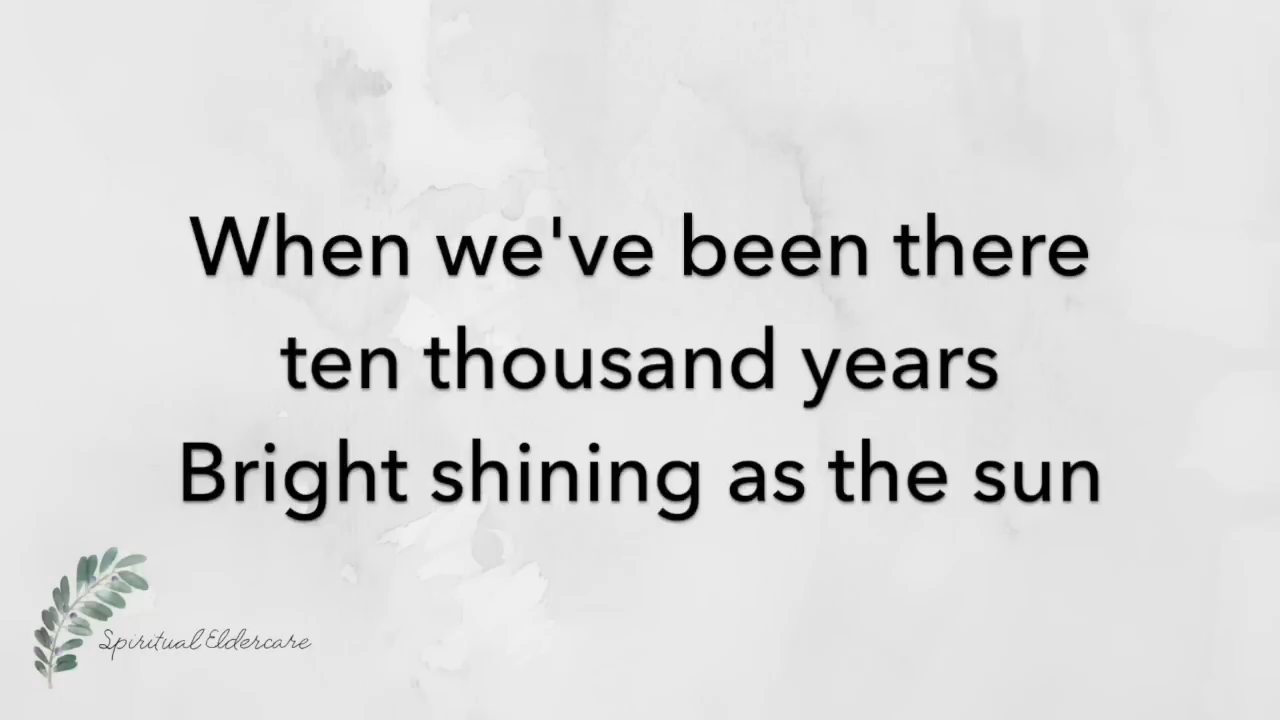 When we've been there
ten thousand years
Bright shining as the sun
Spiritual Eldercare